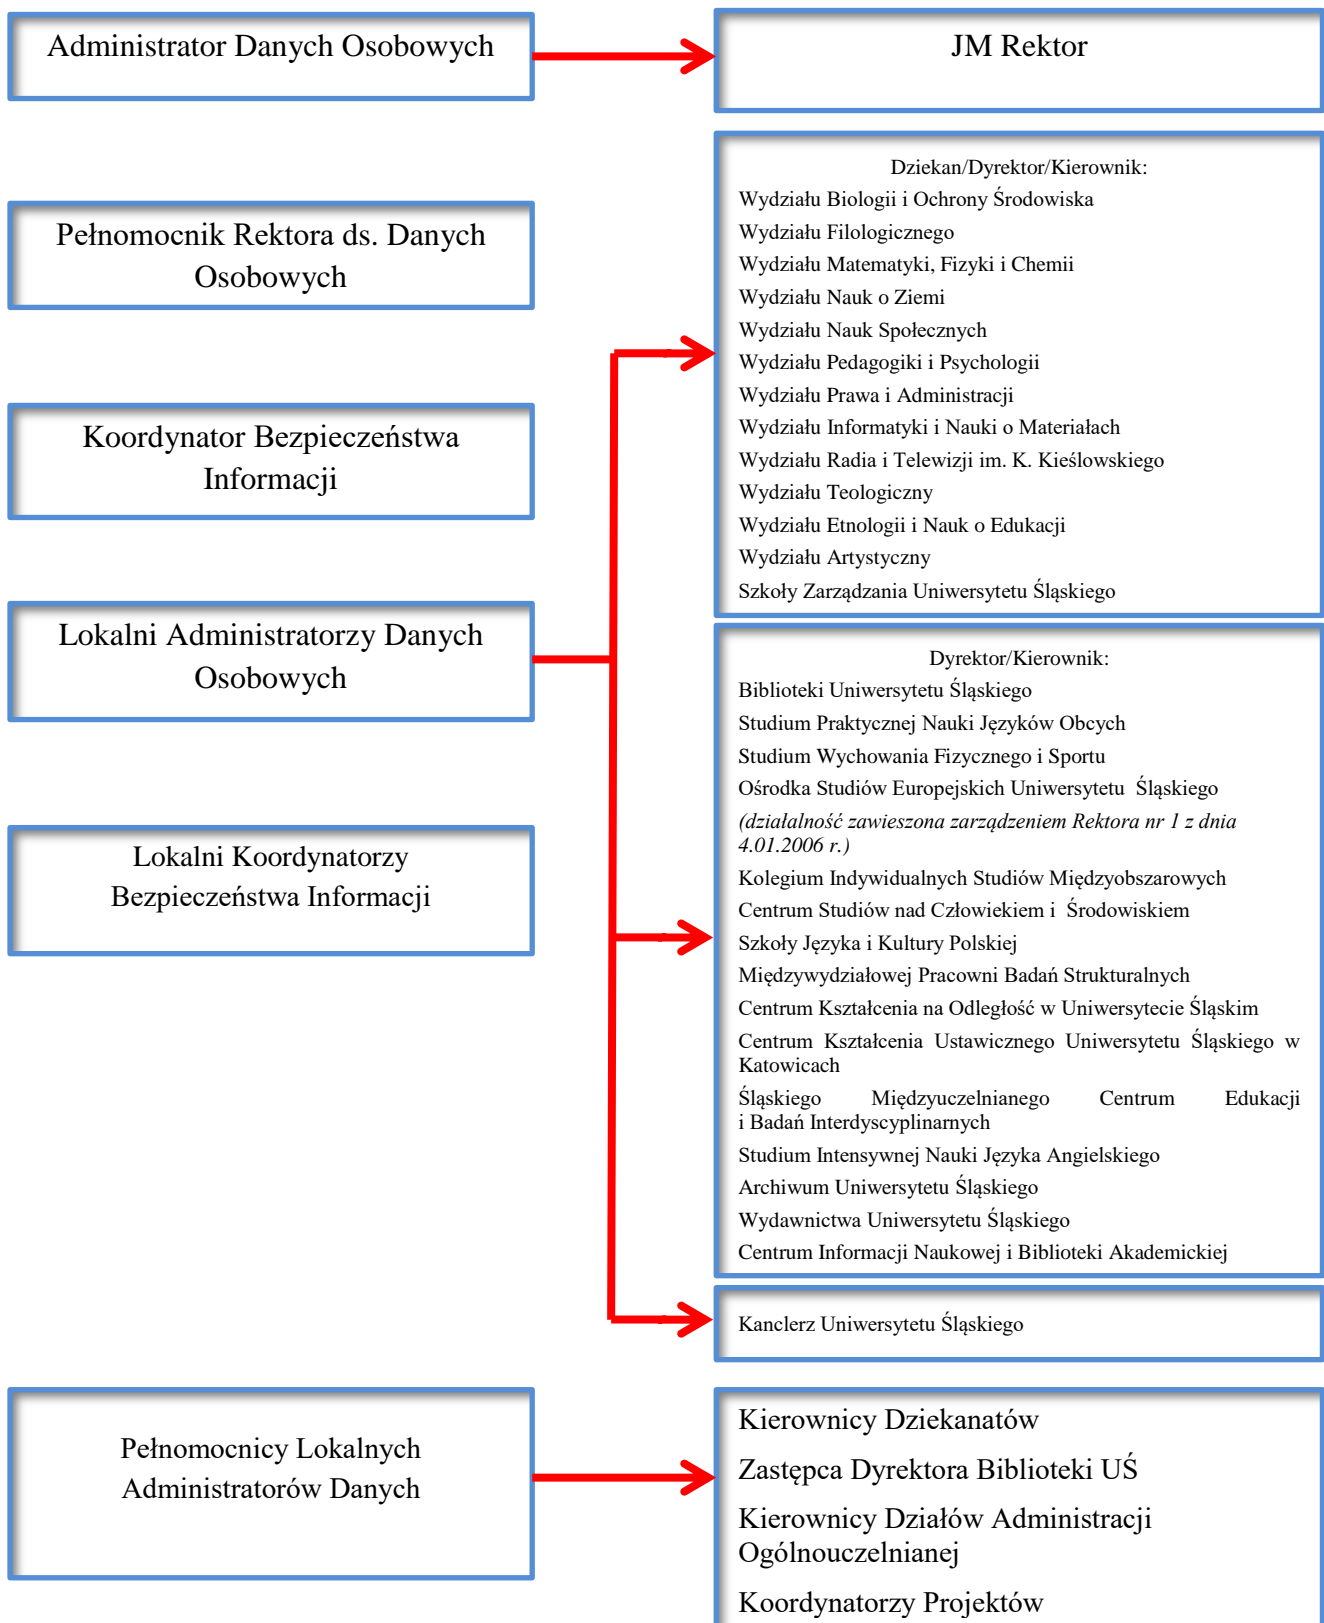 Administrator Danych Osobowych
JM Rektor
Pełnomocnik Rektora ds. Danych
Osobowych
Koordynator Bezpieczeństwa
Informacji
Lokalni Administratorzy Danych
Osobowych
Dziekan/Dyrektor/Kierownik:
Wydziału Biologii i Ochrony Środowiska
Wydziału Filologicznego
Wydziału Matematyki, Fizyki i Chemii
Wydziału Nauk o Ziemi
Wydziału Nauk Społecznych
Wydziału Pedagogiki i Psychologii
Wydziału Prawa i Administracji
Wydziału Informatyki i Nauki o Materiałach
Wydziału Radia i Telewizji im. K. Kieślowskiego
Wydziału Teologiczny
Wydziału Etnologii i Nauk o Edukacji
Wydziału Artystyczny
Szkoły Zarządzania Uniwersytetu Śląskiego
Dyrektor/Kierownik:
Biblioteki Uniwersytetu Śląskiego
Studium Praktycznej Nauki Języków Obcych
Studium Wychowania Fizycznego i Sportu
Ośrodka Studiów Europejskich Uniwersytetu Śląskiego
(działalność zawieszona zarządzeniem Rektora nr 1 z dnia
4.01.2006 r.)
Kolegium Indywidualnych Studiów Międzyobszarowych
Centrum Studiów nad Człowiekiem i Środowiskiem
Szkoły Języka i Kultury Polskiej
Międzywydziałowej Pracowni Badań Strukturalnych
Centrum Kształcenia na Odległość w Uniwersytecie Śląskim
Centrum Kształcenia Ustawicznego Uniwersytetu Śląskiego w
Katowicach
Śląskiego Międzyuczelnianego Centrum Edukacji
i Badań Interdyscyplinarnych
Studium Intensywnej Nauki Języka Angielskiego
Archiwum Uniwersytetu Śląskiego
Wydawnictwa Uniwersytetu Śląskiego
Centrum Informacji Naukowej i Biblioteki Akademickiej
Kanclerz Uniwersytetu Śląskiego
Lokalni Koordynatorzy
Bezpieczeństwa Informacji
Pełnomocnicy Lokalnych
Administratorów Danych
Kierownicy Dziekanatów
Zastępca Dyrektora Biblioteki UŚ
Kierownicy Działów Administracji
Ogólnouczelnianej
Koordynatorzy Projektów